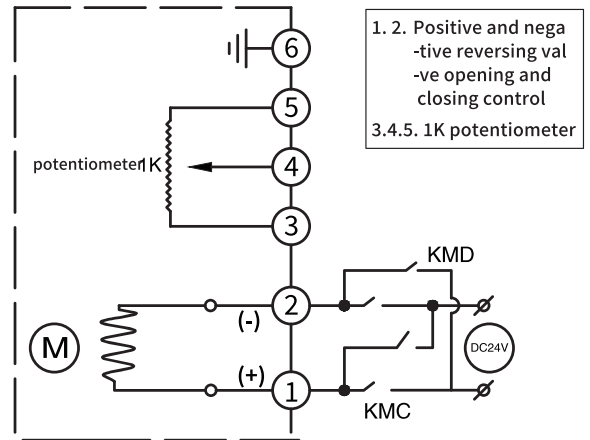 1. 2. Positive and nega
-tive reversing val
-ve opening and
closing control
3.4.5. 1K potentiometer
6
5
potentiometer1K
4
3
KMD
2
(-)
M
DC24V
(+)
1
KMC